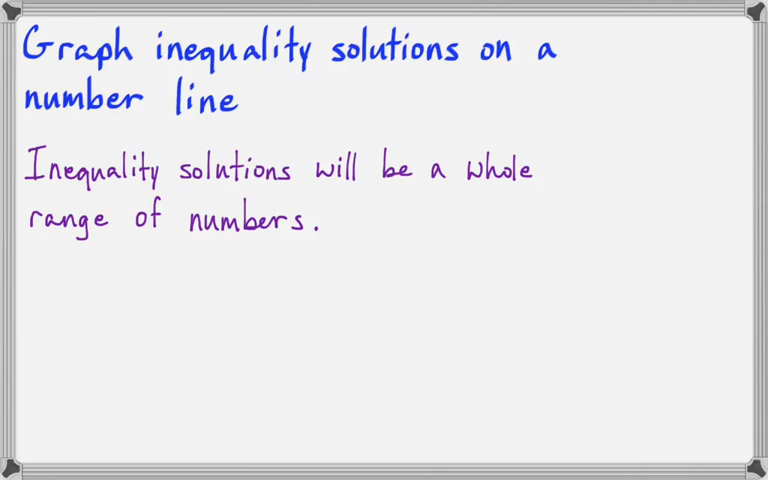 Graph inequality solutions on a
number line
Inequality solutions will be a whole
range of numbers.